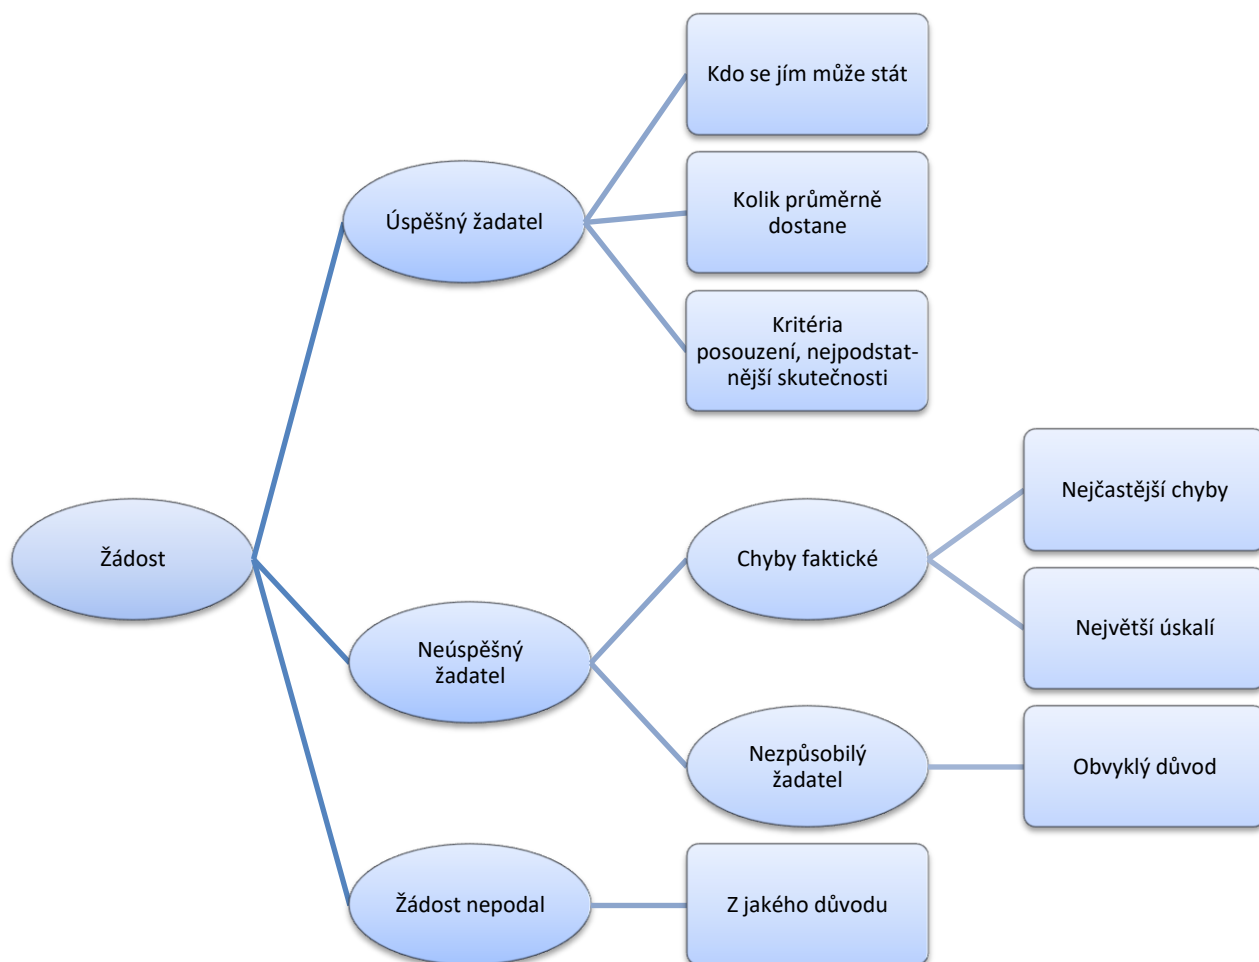 Kdo se jím může stát
Úspěšný žadatel
Kolik průměrně
dostane
Kritéria
posouzení, nejpodstat-
nější skutečnosti
Žádost
Neúspěšný
žadatel
Chyby faktické
Nejčastější chyby
Největší úskalí
Nezpůsobilý
žadatel
Obvyklý důvod
Žádost nepodal
Z jakého důvodu